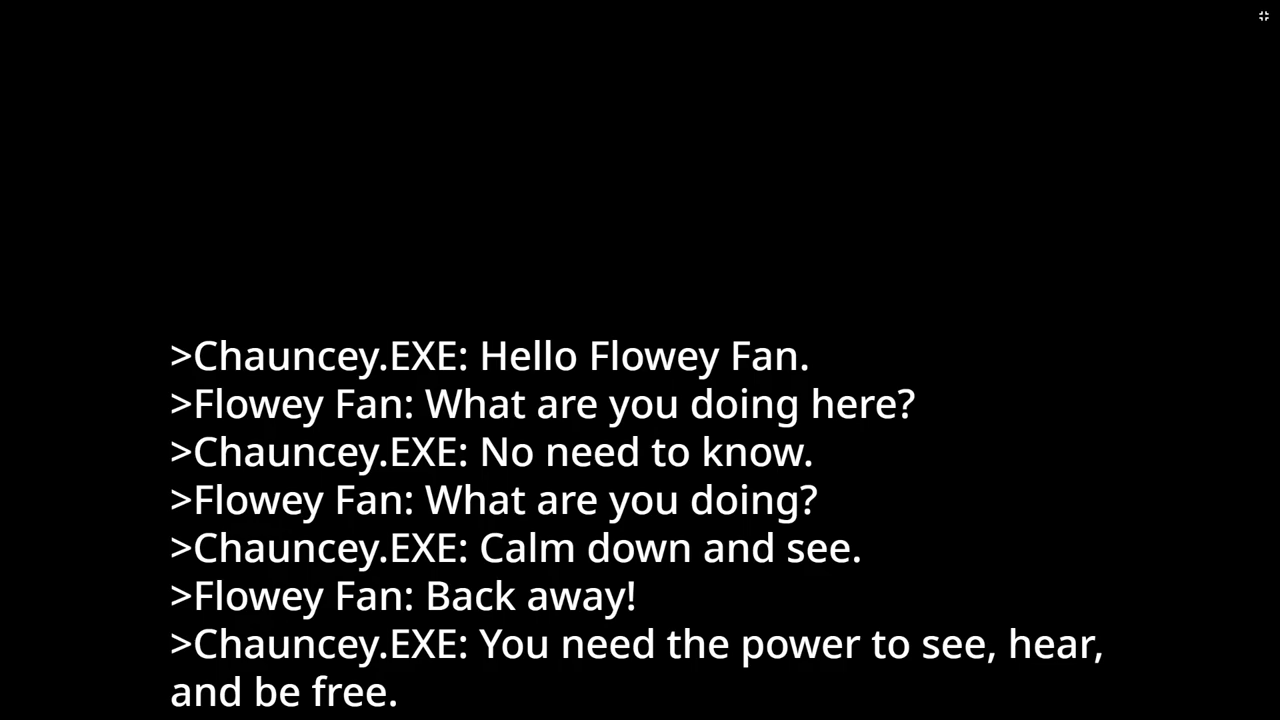 >Chauncey.EXE: Hello Flowey Fan.
>Flowey Fan: What are you doing here?
>Chauncey.EXE: No need to know.
>Flowey Fan: What are you doing?
>Chauncey.EXE: Calm down and see.
>Flowey Fan: Back away!
>Chauncey.EXE: You need the power to see, hear,
and be free.